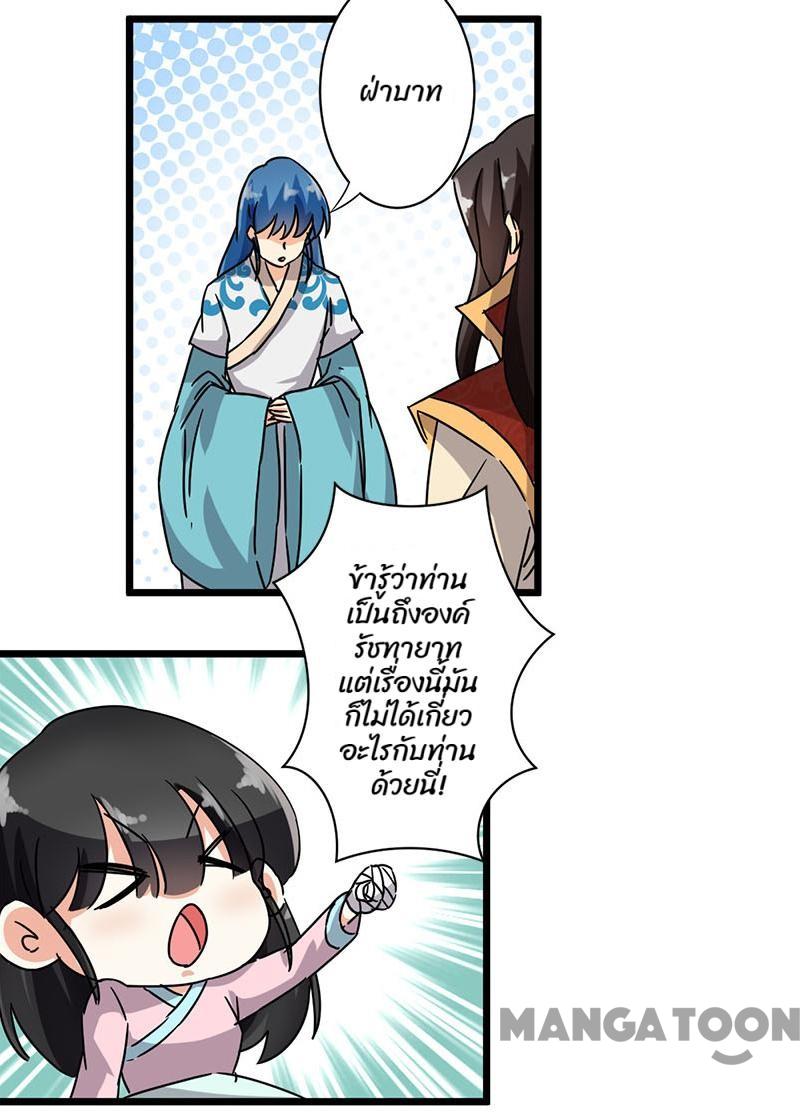 ฝ่าบาท
ข้ารู้ว่าท่าน
เป็นถึงองค์
รัชทายาท
แต่เรื่องนี้มัน
ก็ไม่ได้เกี่ยว
อะไรกับท่าน
ด้วยนี่!
MANGATOON